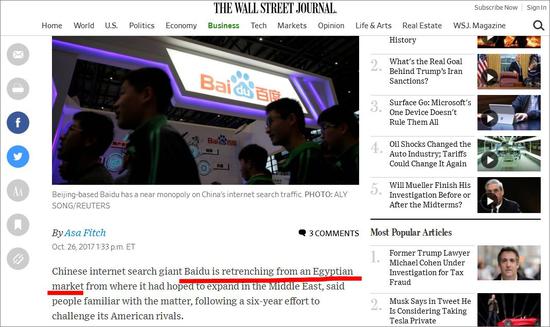 THE WALL STREET JOURNAL.
Subscribe Now | Sign In
Home World U.S. Politics Economy Business Tech Markets Opinion Life & Arts Real Estate WSJ. Magazine
Bai du 百度
Beijing-based Baidu has a near monopoly on China's internet search traffic. PHOTO: ALY
SONG/REUTERS
By Asa Fitch
Oct. 26, 2017 1:33 p.m. ET
3 COMMENTS
Chinese internet search giant Baidu is retrenching from an Egyptian
market from where it had hoped to expand in the Middle East, said
people familiar with the matter, following a six-year effort to
challenge its American rivals.
History
2.
What's the Real Goal
Behind Trump's Iran
Sanctions?
3.
Surface Go: Microsoft's
One Device Doesn't
Rule Them All
4.
Oil Shocks Changed the
Auto Industry; Tariffs
Could Change It Again
5.
Will Mueller Finish His
Investigation Before or
After the Midterms?
Most Popular Articles
1.
Former Trump Lawyer
Michael Cohen Under
Investigation for Tax
Fraud
2.
Musk Says in Tweet He
Is Considering Taking
Tesla Private